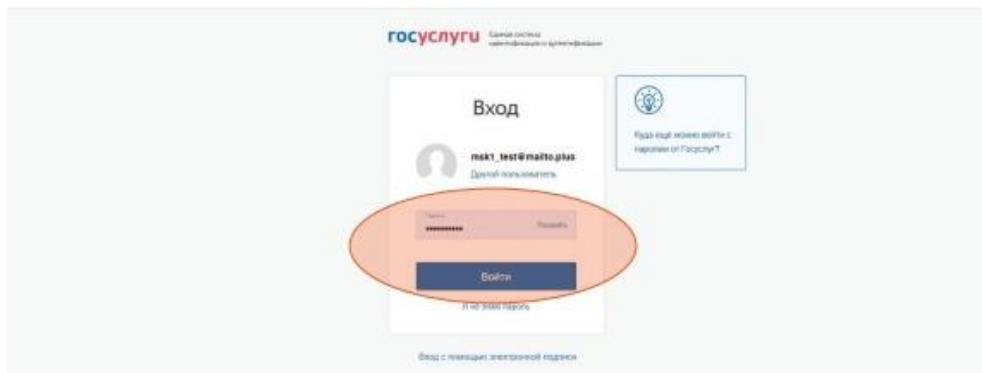 госуслуги
Единая система
идентификации и аутентификации
Вход
msk1_test@mailto.plus
Другой пользователь
Пароль
Показать
Войти
Я не знаю пароль
Вход с помощью электронной подписи
Куда ещё можно войти с
паролем от Госуслуг?